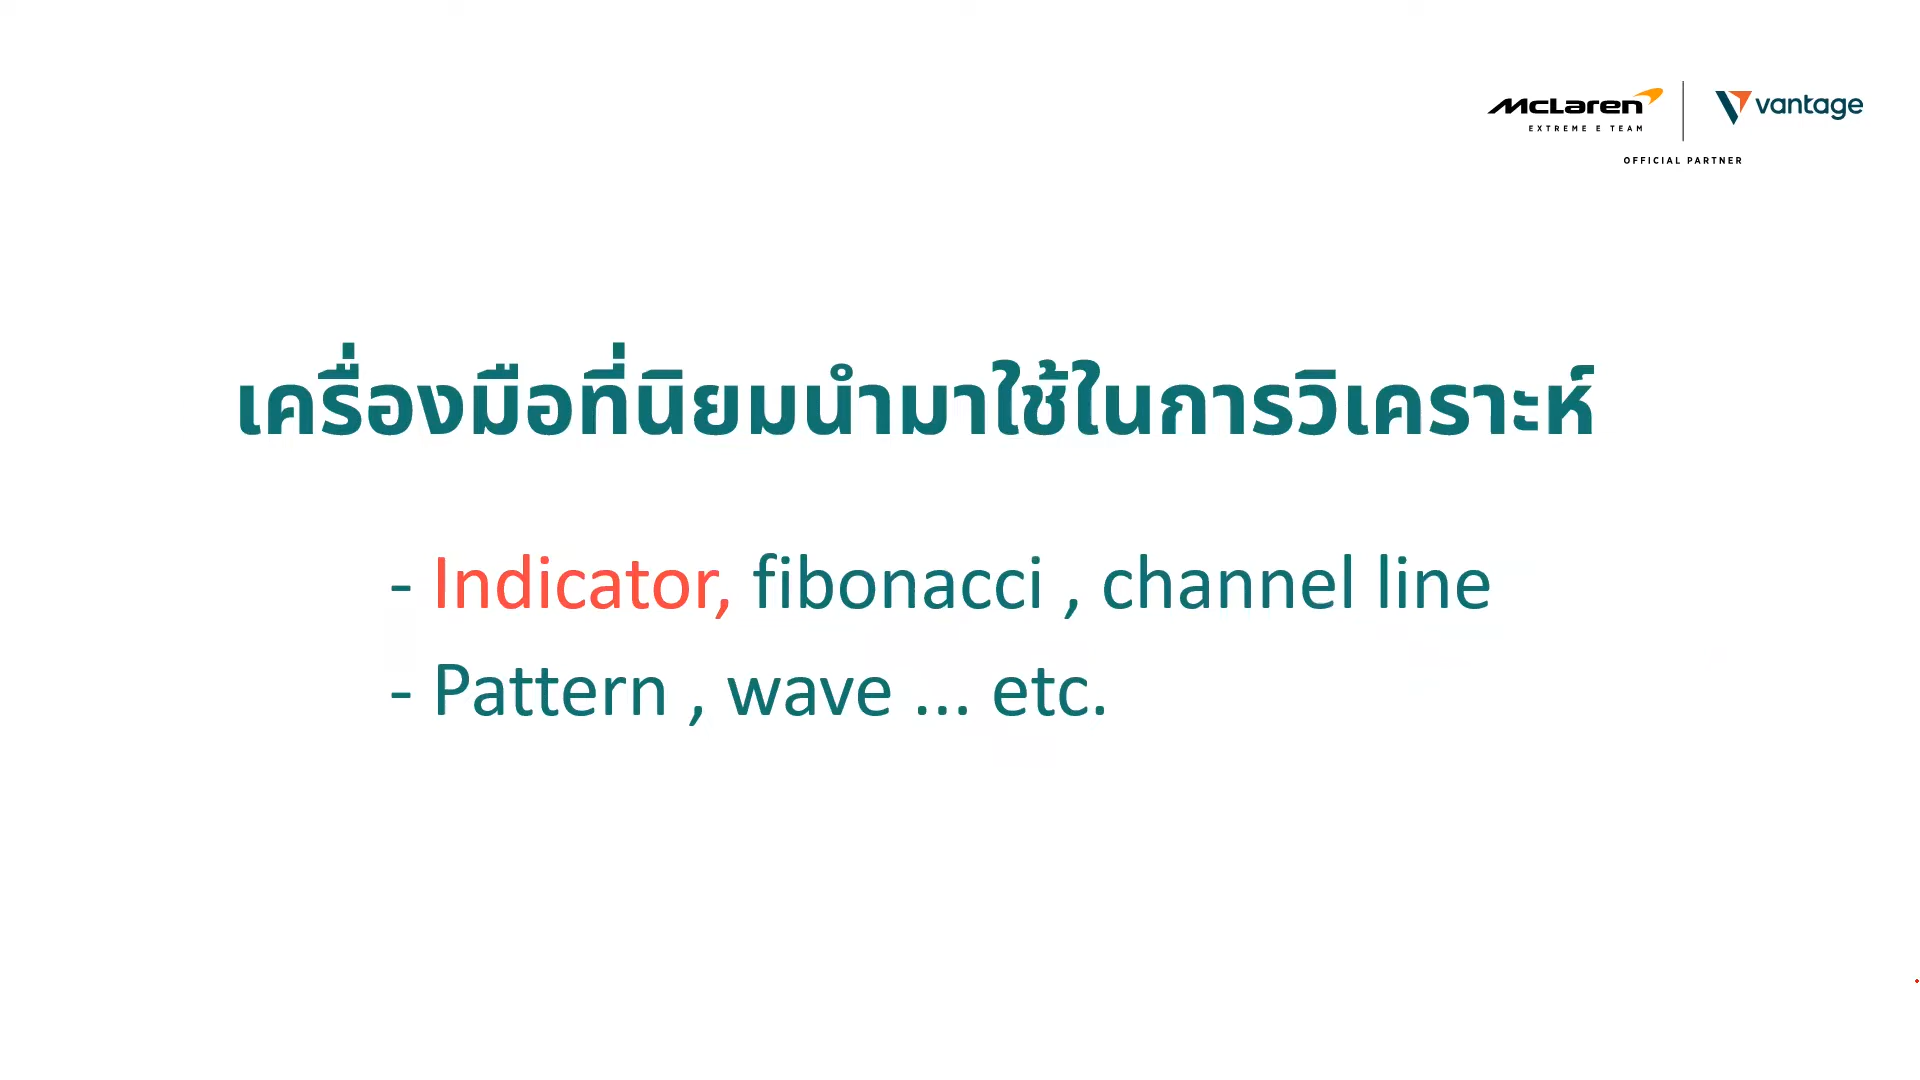 McLaren
EXTREME E TEAM
vantage
OFFICIAL PARTNER
เครื่องมือที่นิยมนำมาใช้ในการวิเคราะห์
- Indicator, fibonacci , channel line
- Pattern , wave ... etc.